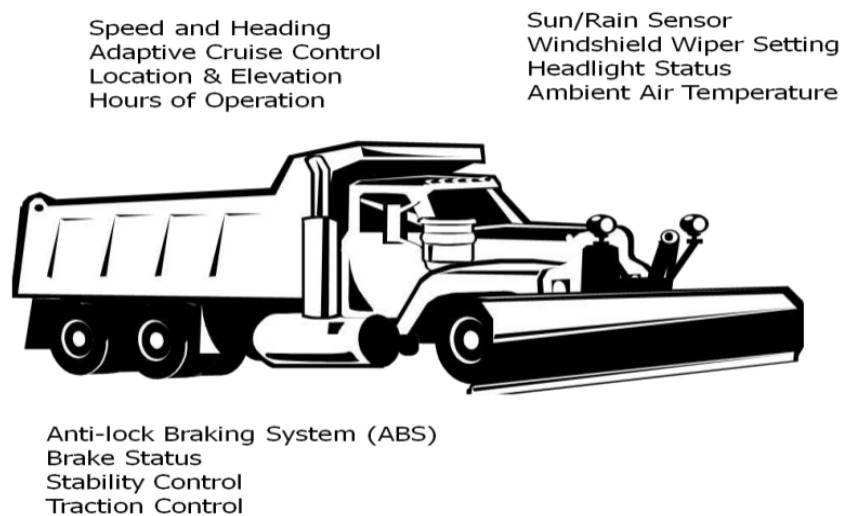 Speed and Heading
Adaptive Cruise Control
Location & Elevation
Hours of Operation
Sun/Rain Sensor
Windshield Wiper Setting
Headlight Status
Ambient Air Temperature
Anti-lock Braking System (ABS)
Brake Status
Stability Control
Traction Control